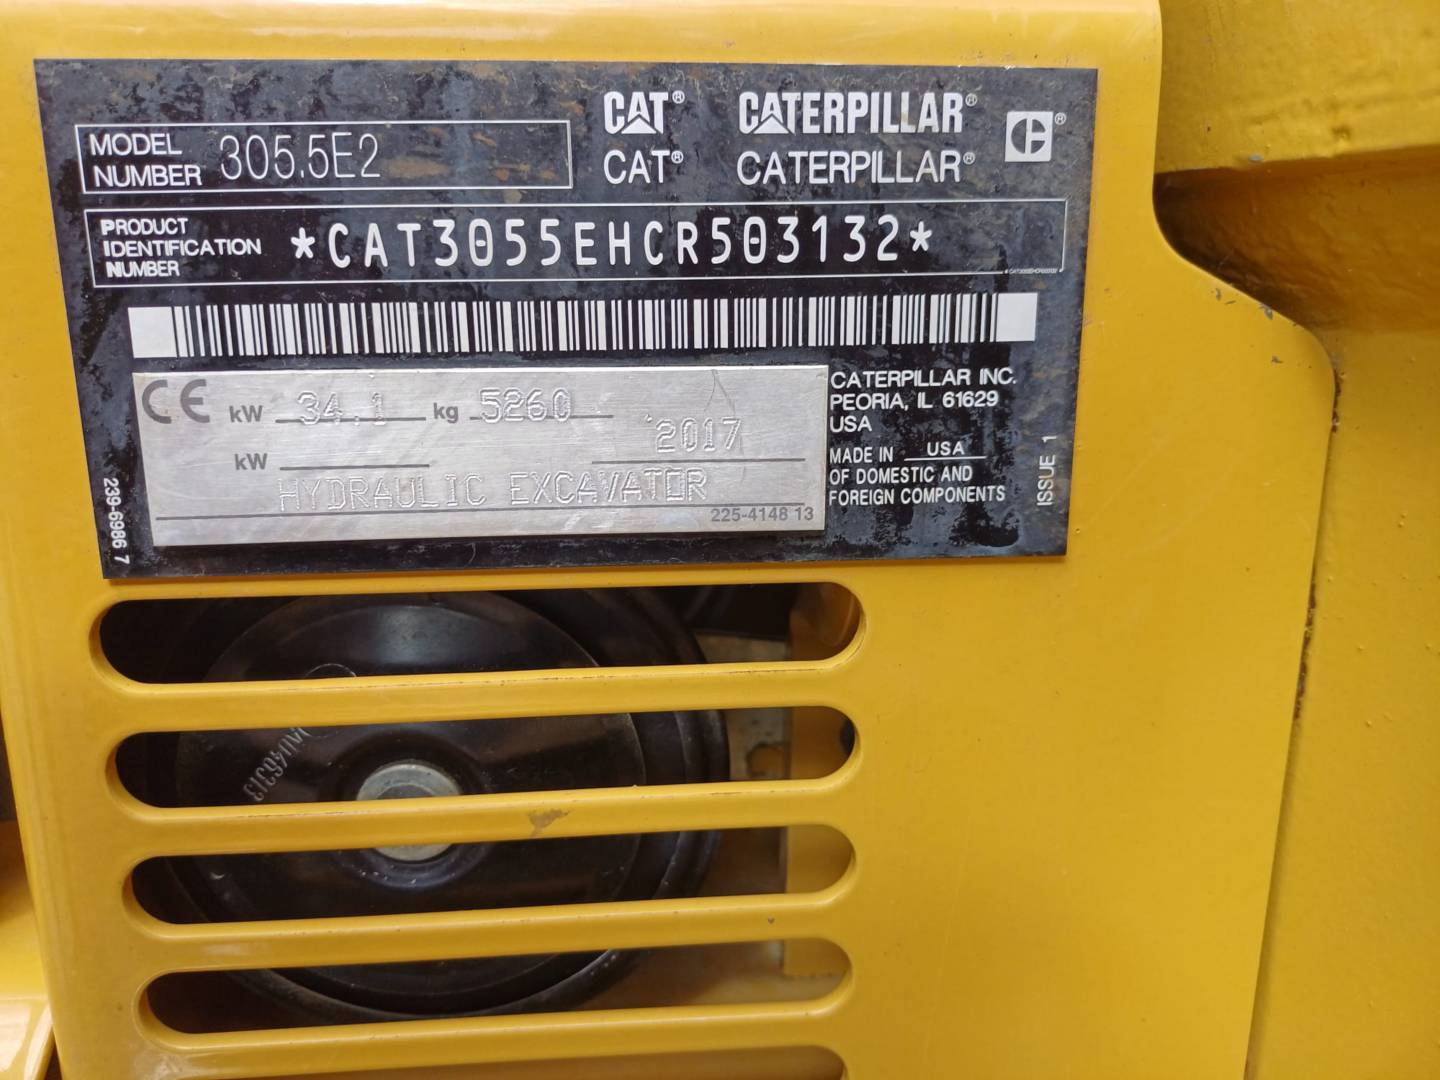 CAT® CATERPILLAR®
CAT® CATERPILLAR®
MODEL NUMBER 305.5E2
PRODUCT IDENTIFICATION NUMBER *CAT3055EHCR503132*
CE kW 34.1 kg 5260
2017
kW
HYDRAULIC EXCAVATOR
225-4148 13
CATERPILLAR INC.
PEORIA, IL 61629
USA
MADE IN USA
OF DOMESTIC AND
FOREIGN COMPONENTS
ISSUE 1
239-6986 7